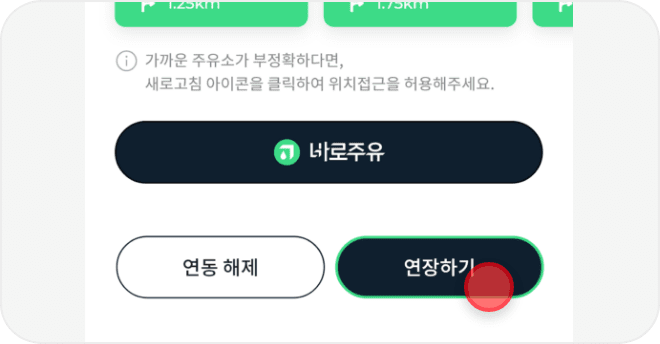 1.25km
1.75km
가까운 주유소가 부정확하다면,
새로고침 아이콘을 클릭하여 위치접근을 허용해주세요.
바로주유
연동 해제
연장하기